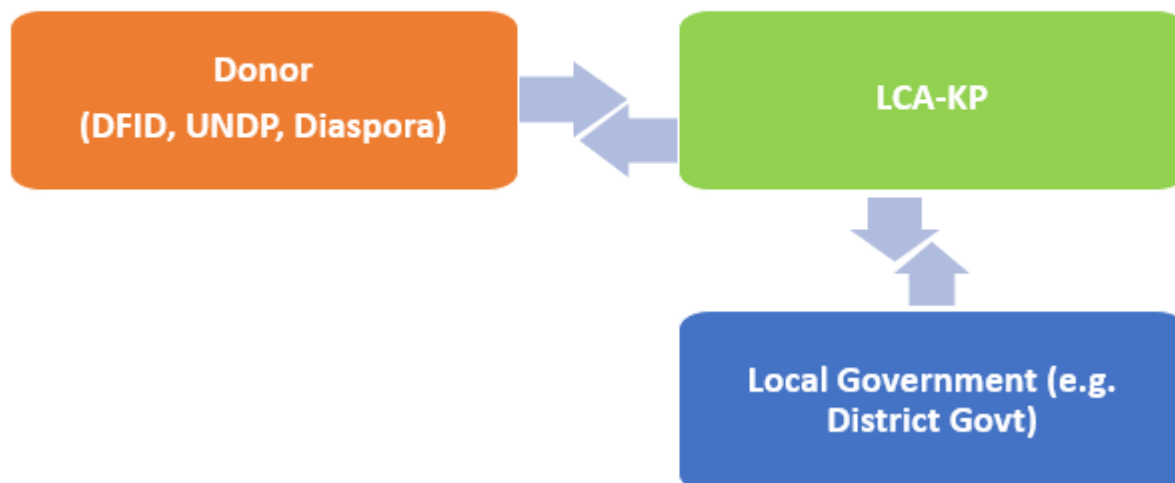 Donor
(DFID, UNDP, Diaspora)
LCA-KP
Local Government (e.g.
District Govt)